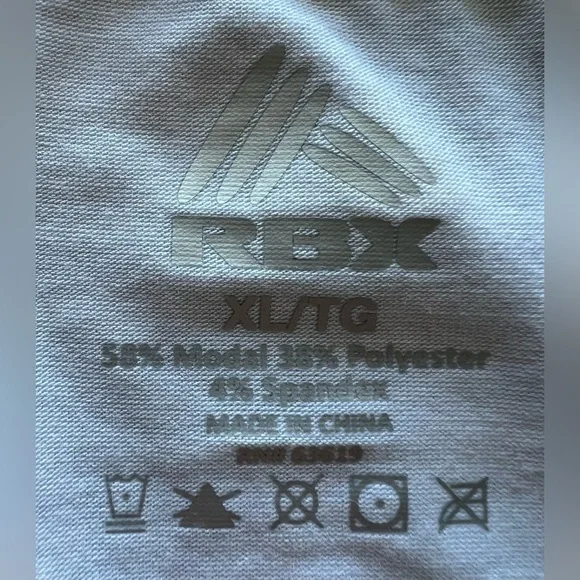 RBX
XL/TG
58% Modal 38% Polyester
4% Spandex
MADE IN CHINA
RN# 63619